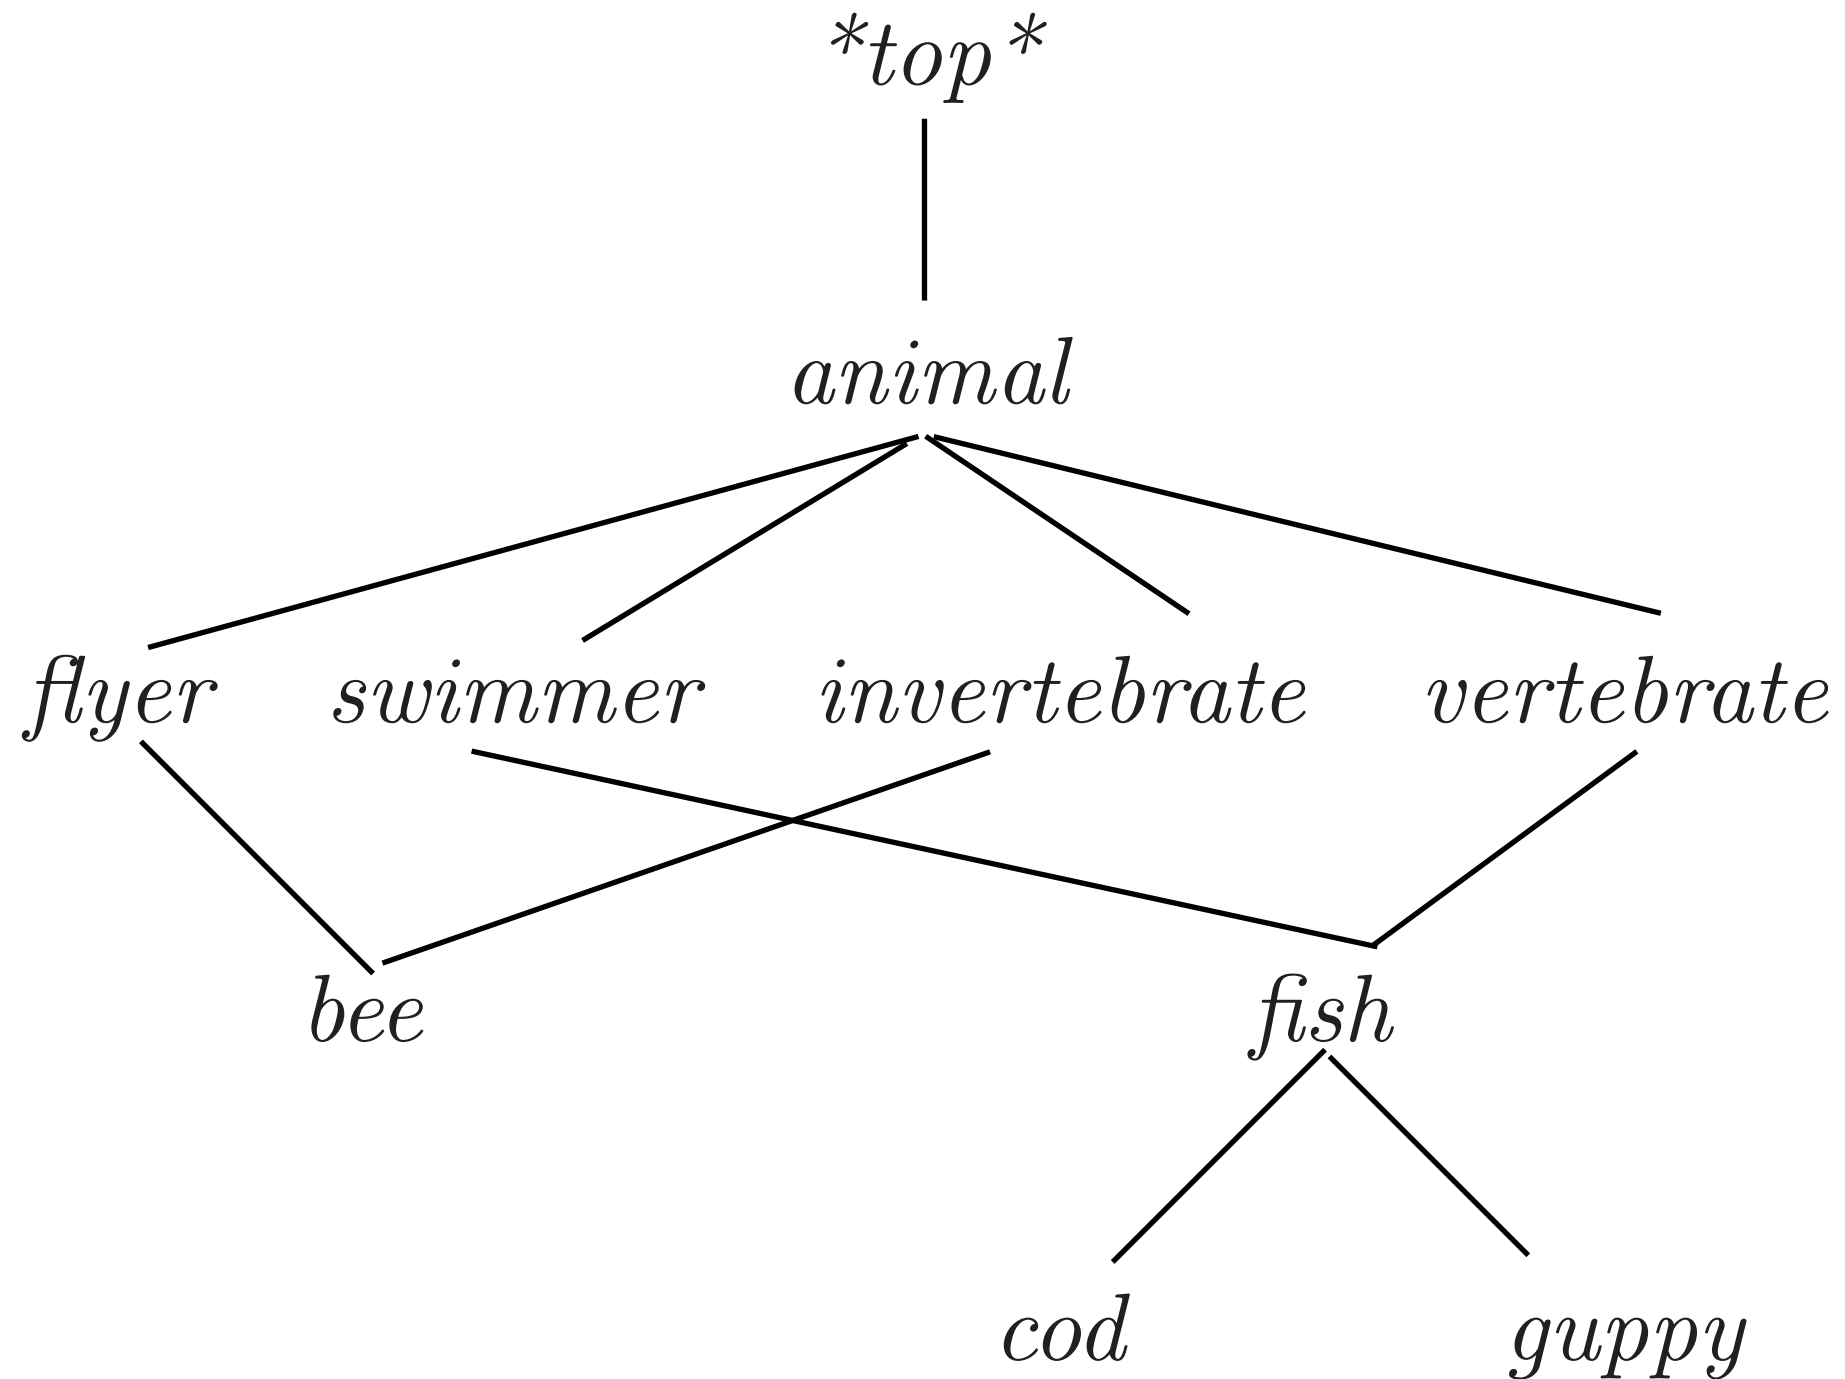 *top*
animal
flyer swimmer invertebrate vertebrate
bee fish
cod guppy